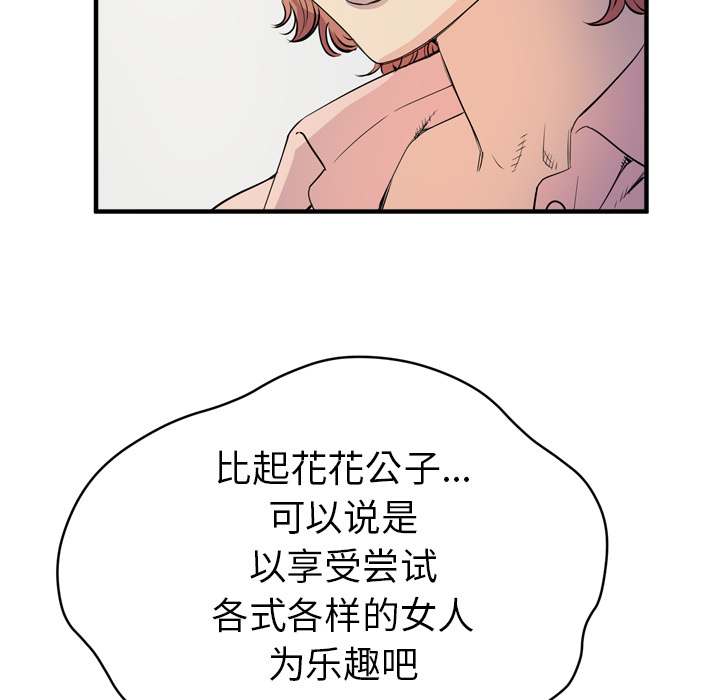 比起花花公子...
可以说是
以享受尝试
各式各样的女人
为乐趣吧